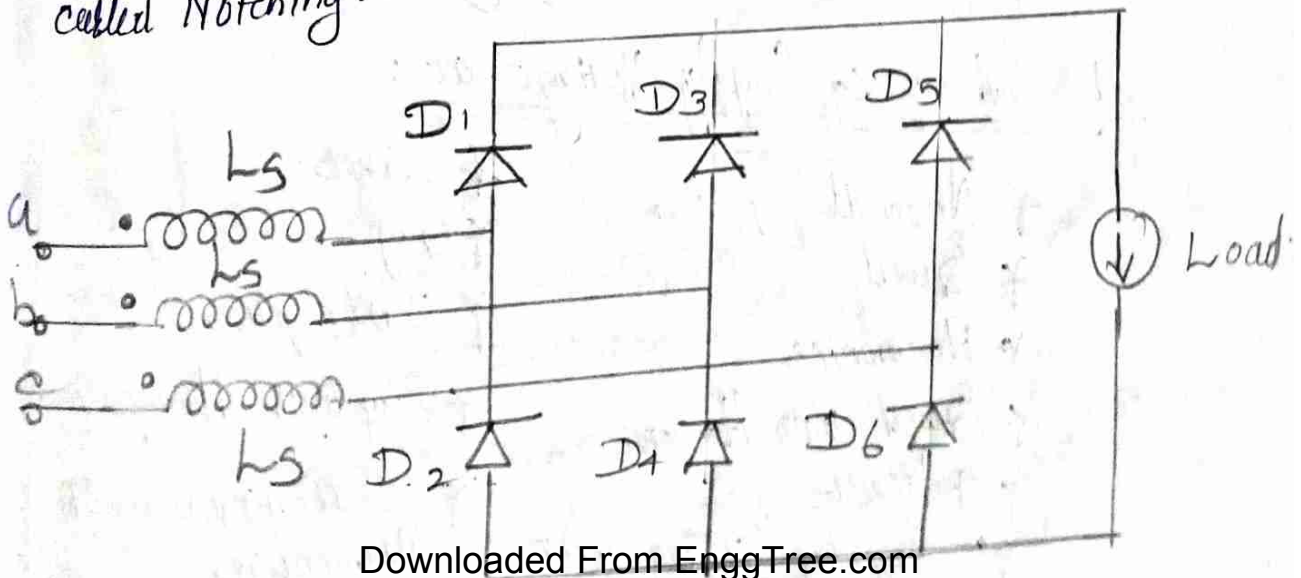 called Notching.
D1
D3
D5
Ls
a
Ls
Load
b
c
Ls
D2
D4
D6
Downloaded From EnggTree.com